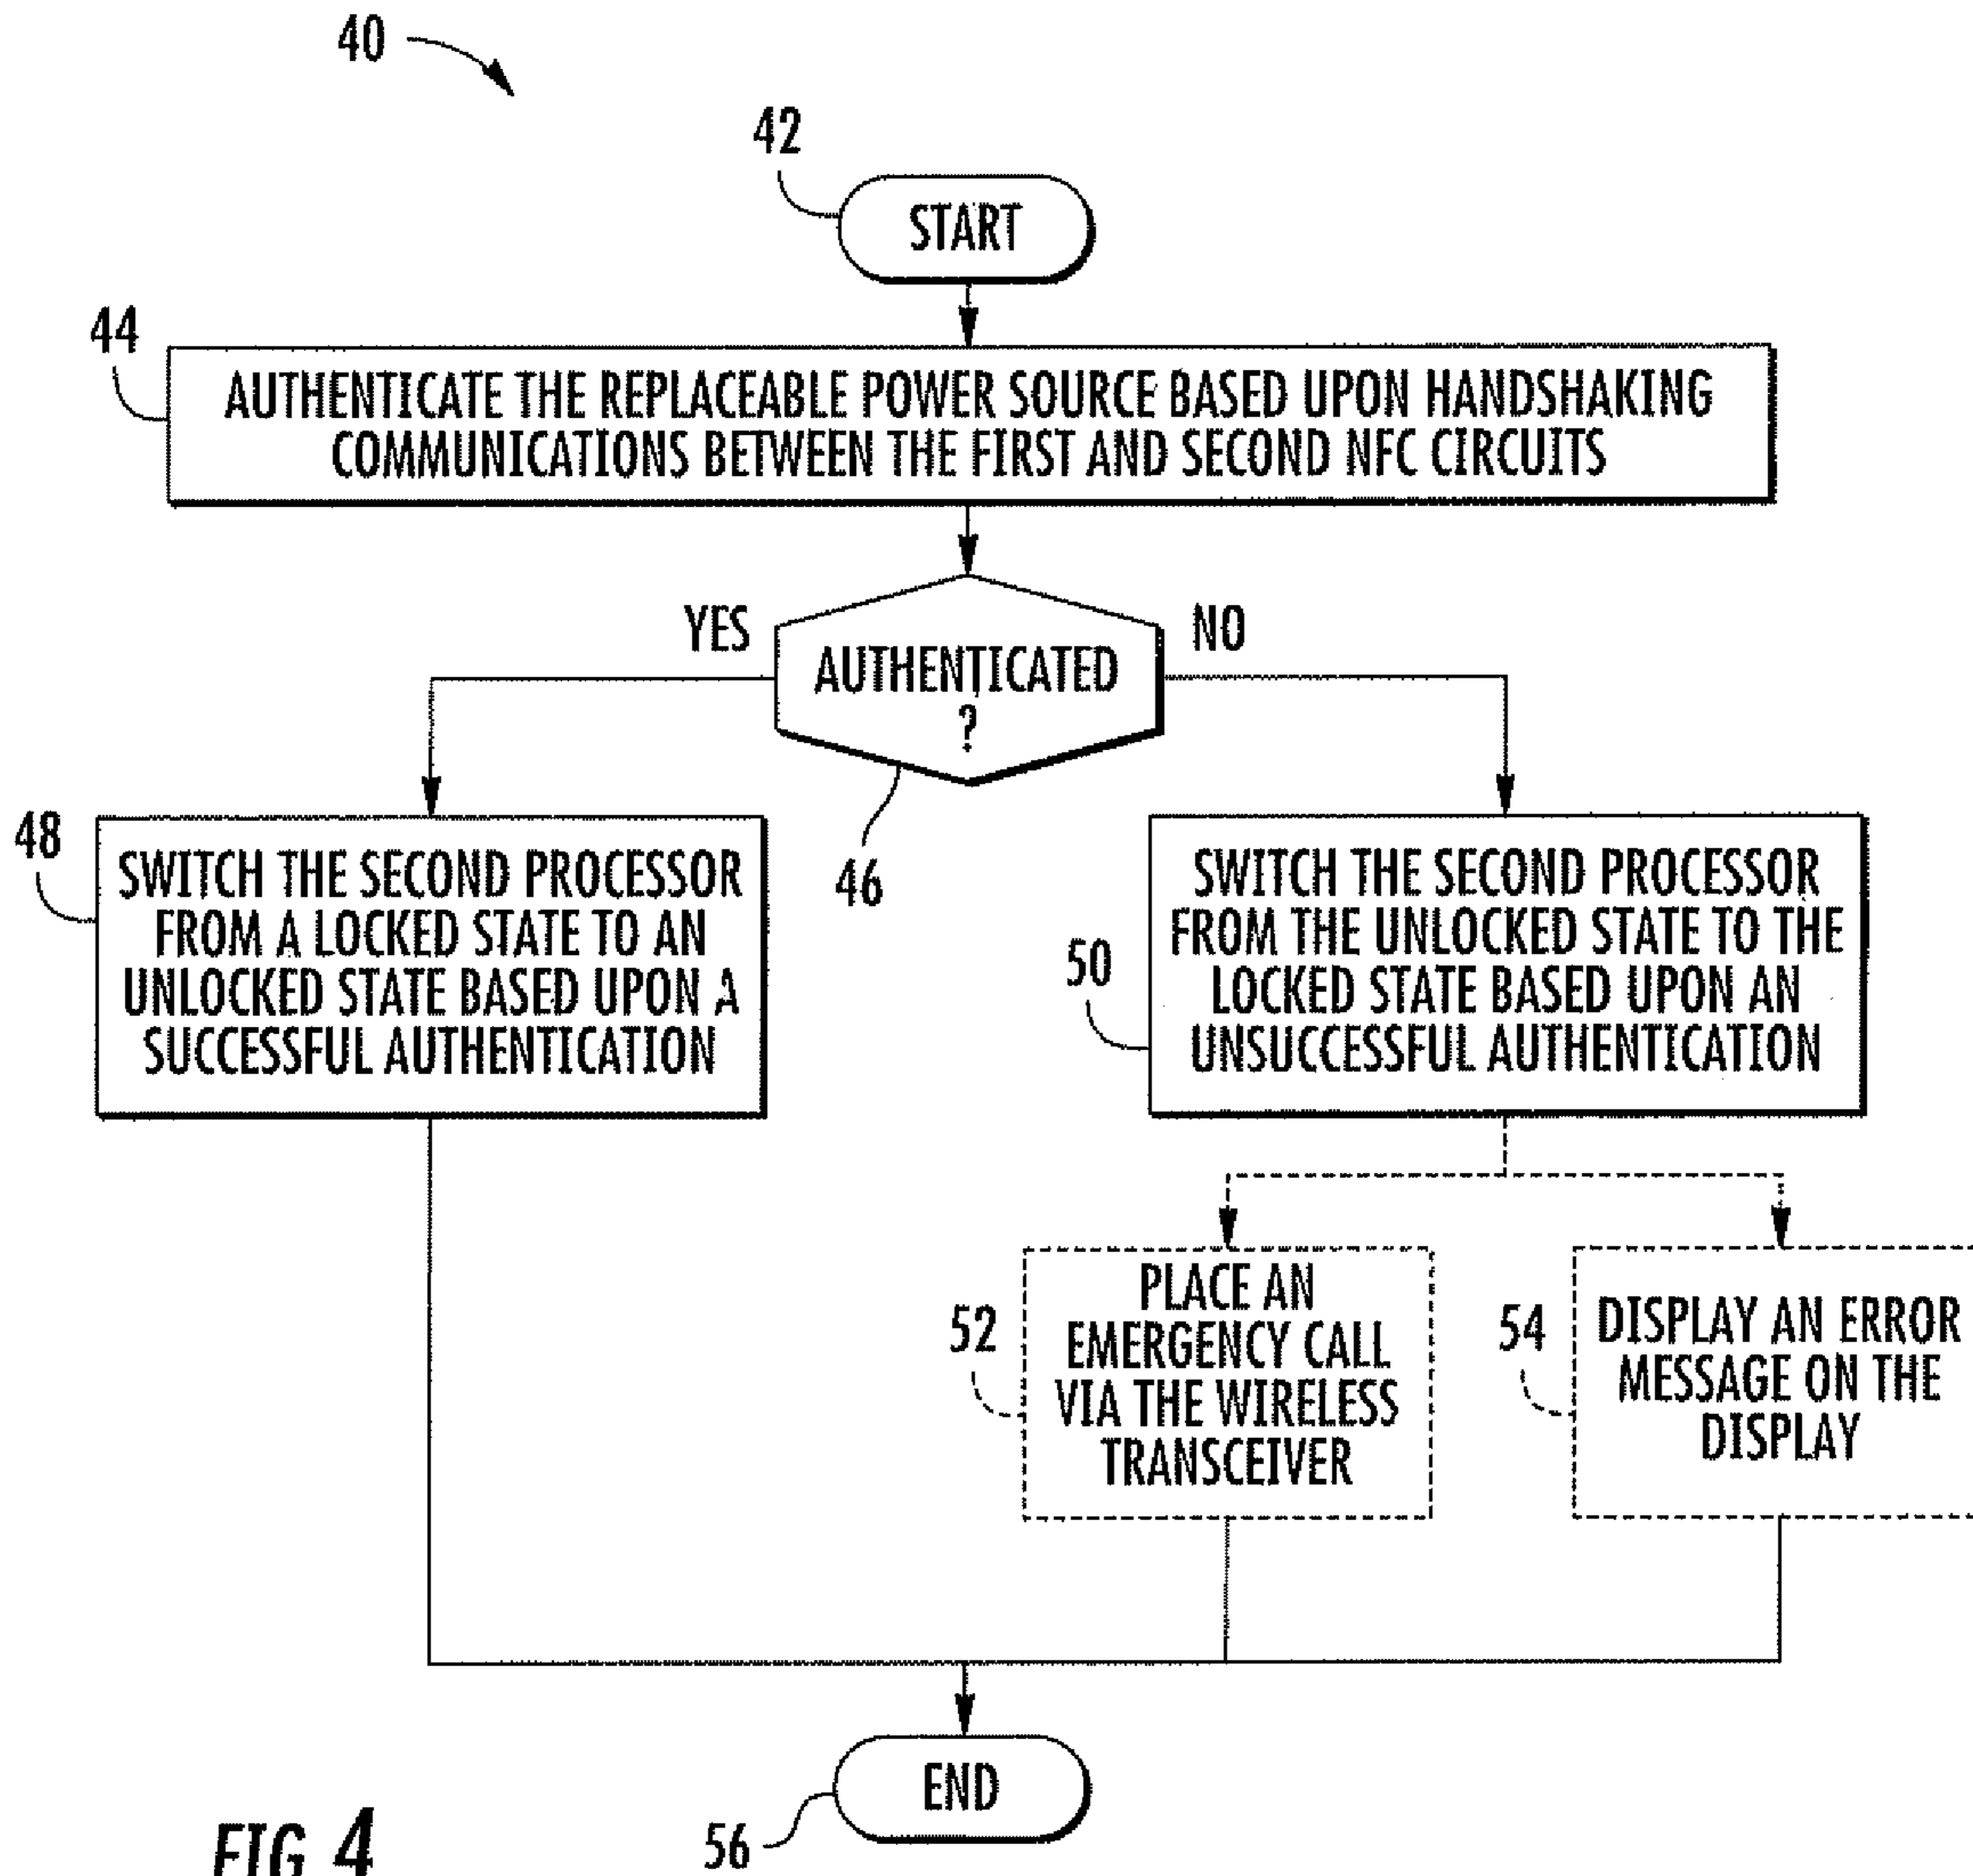 40
42
START
44
AUTHENTICATE THE REPLACEABLE POWER SOURCE BASED UPON HANDSHAKING
COMMUNICATIONS BETWEEN THE FIRST AND SECOND NFC CIRCUITS
YES
AUTHENTICATED
?
NO
46
48
SWITCH THE SECOND PROCESSOR
FROM A LOCKED STATE TO AN
UNLOCKED STATE BASED UPON A
SUCCESSFUL AUTHENTICATION
50
SWITCH THE SECOND PROCESSOR
FROM THE UNLOCKED STATE TO THE
LOCKED STATE BASED UPON AN
UNSUCCESSFUL AUTHENTICATION
52
PLACE AN
EMERGENCY CALL
VIA THE WIRELESS
TRANSCEIVER
54
DISPLAY AN ERROR
MESSAGE ON THE
DISPLAY
END
56
FIG 4